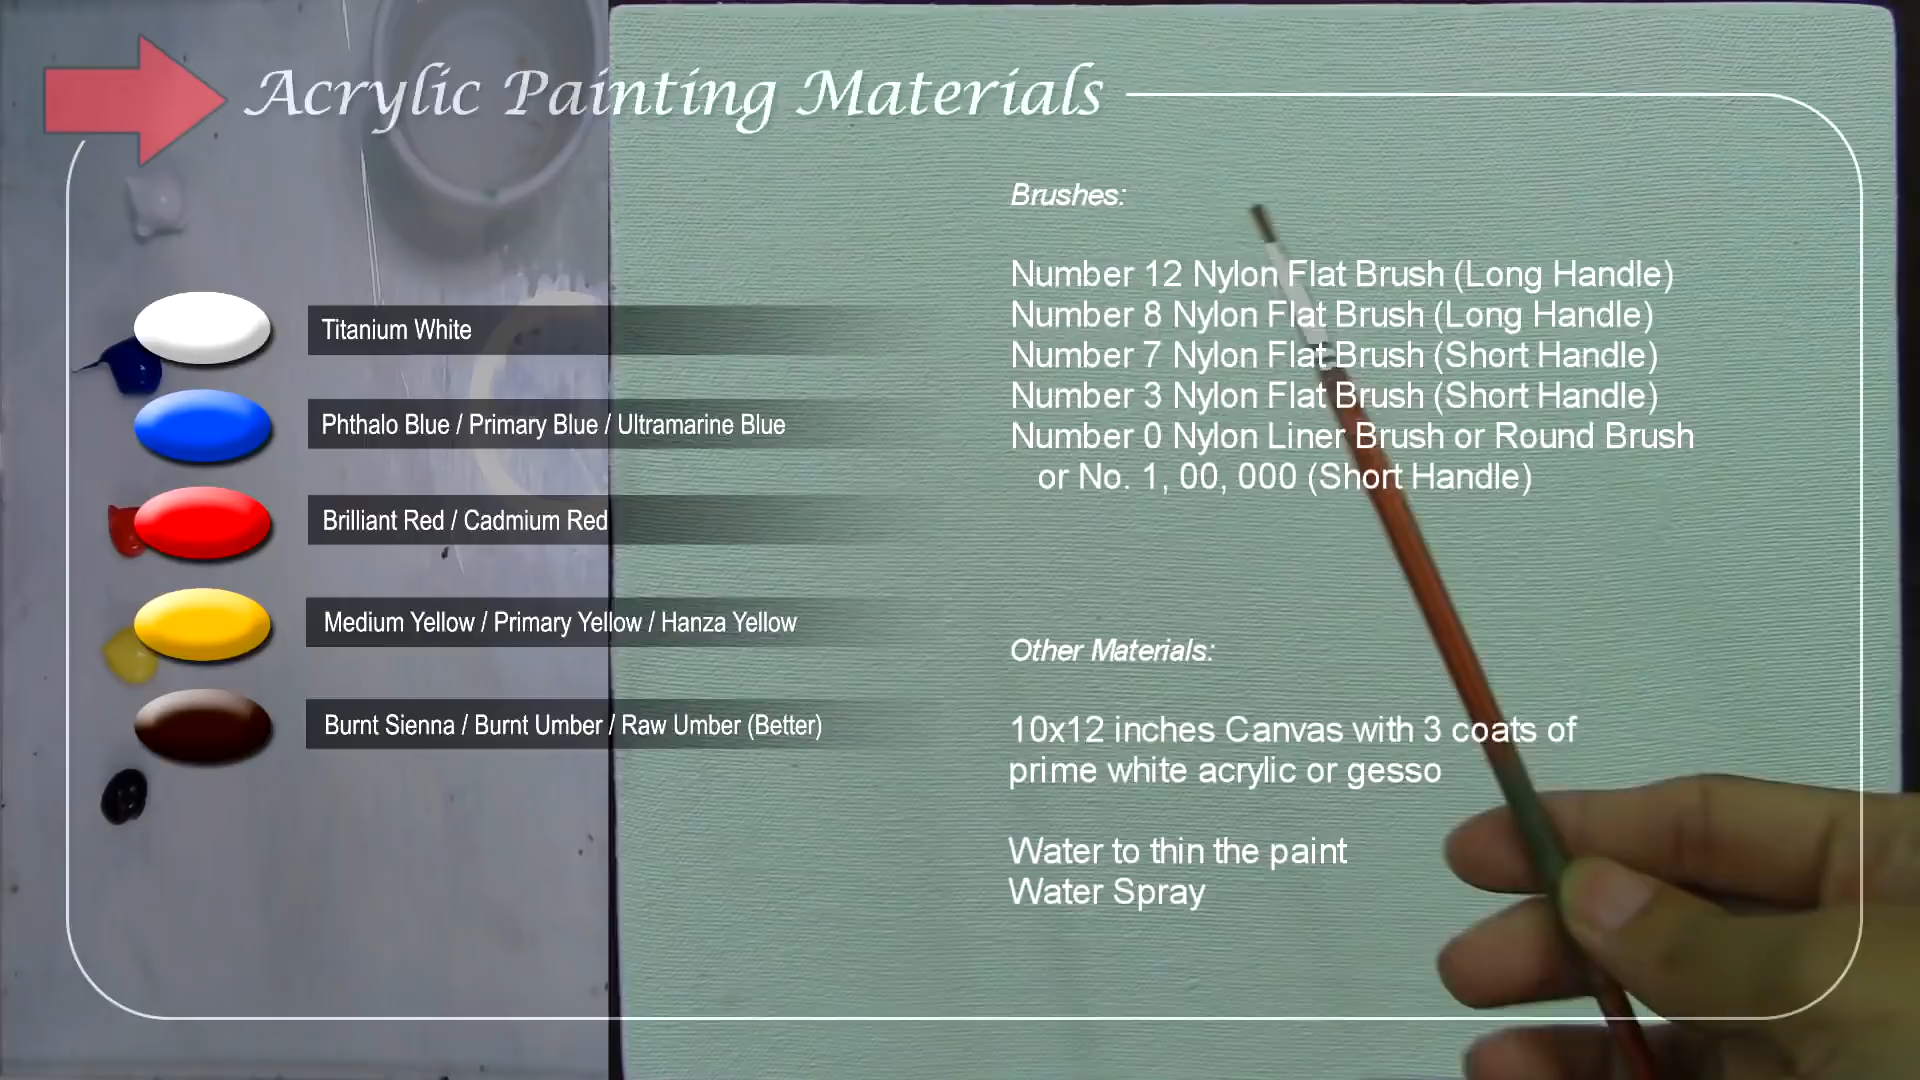 Acrylic Painting Materials
Titanium White
Phthalo Blue / Primary Blue / Ultramarine Blue
Brilliant Red / Cadmium Red
Medium Yellow / Primary Yellow / Hanza Yellow
Burnt Sienna / Burnt Umber / Raw Umber (Better)
Brushes:
Number 12 Nylon Flat Brush (Long Handle)
Number 8 Nylon Flat Brush (Long Handle)
Number 7 Nylon Flat Brush (Short Handle)
Number 3 Nylon Flat Brush (Short Handle)
Number 0 Nylon Liner Brush or Round Brush
or No. 1, 00, 000 (Short Handle)
Other Materials:
10x12 inches Canvas with 3 coats of
prime white acrylic or gesso
Water to thin the paint
Water Spray